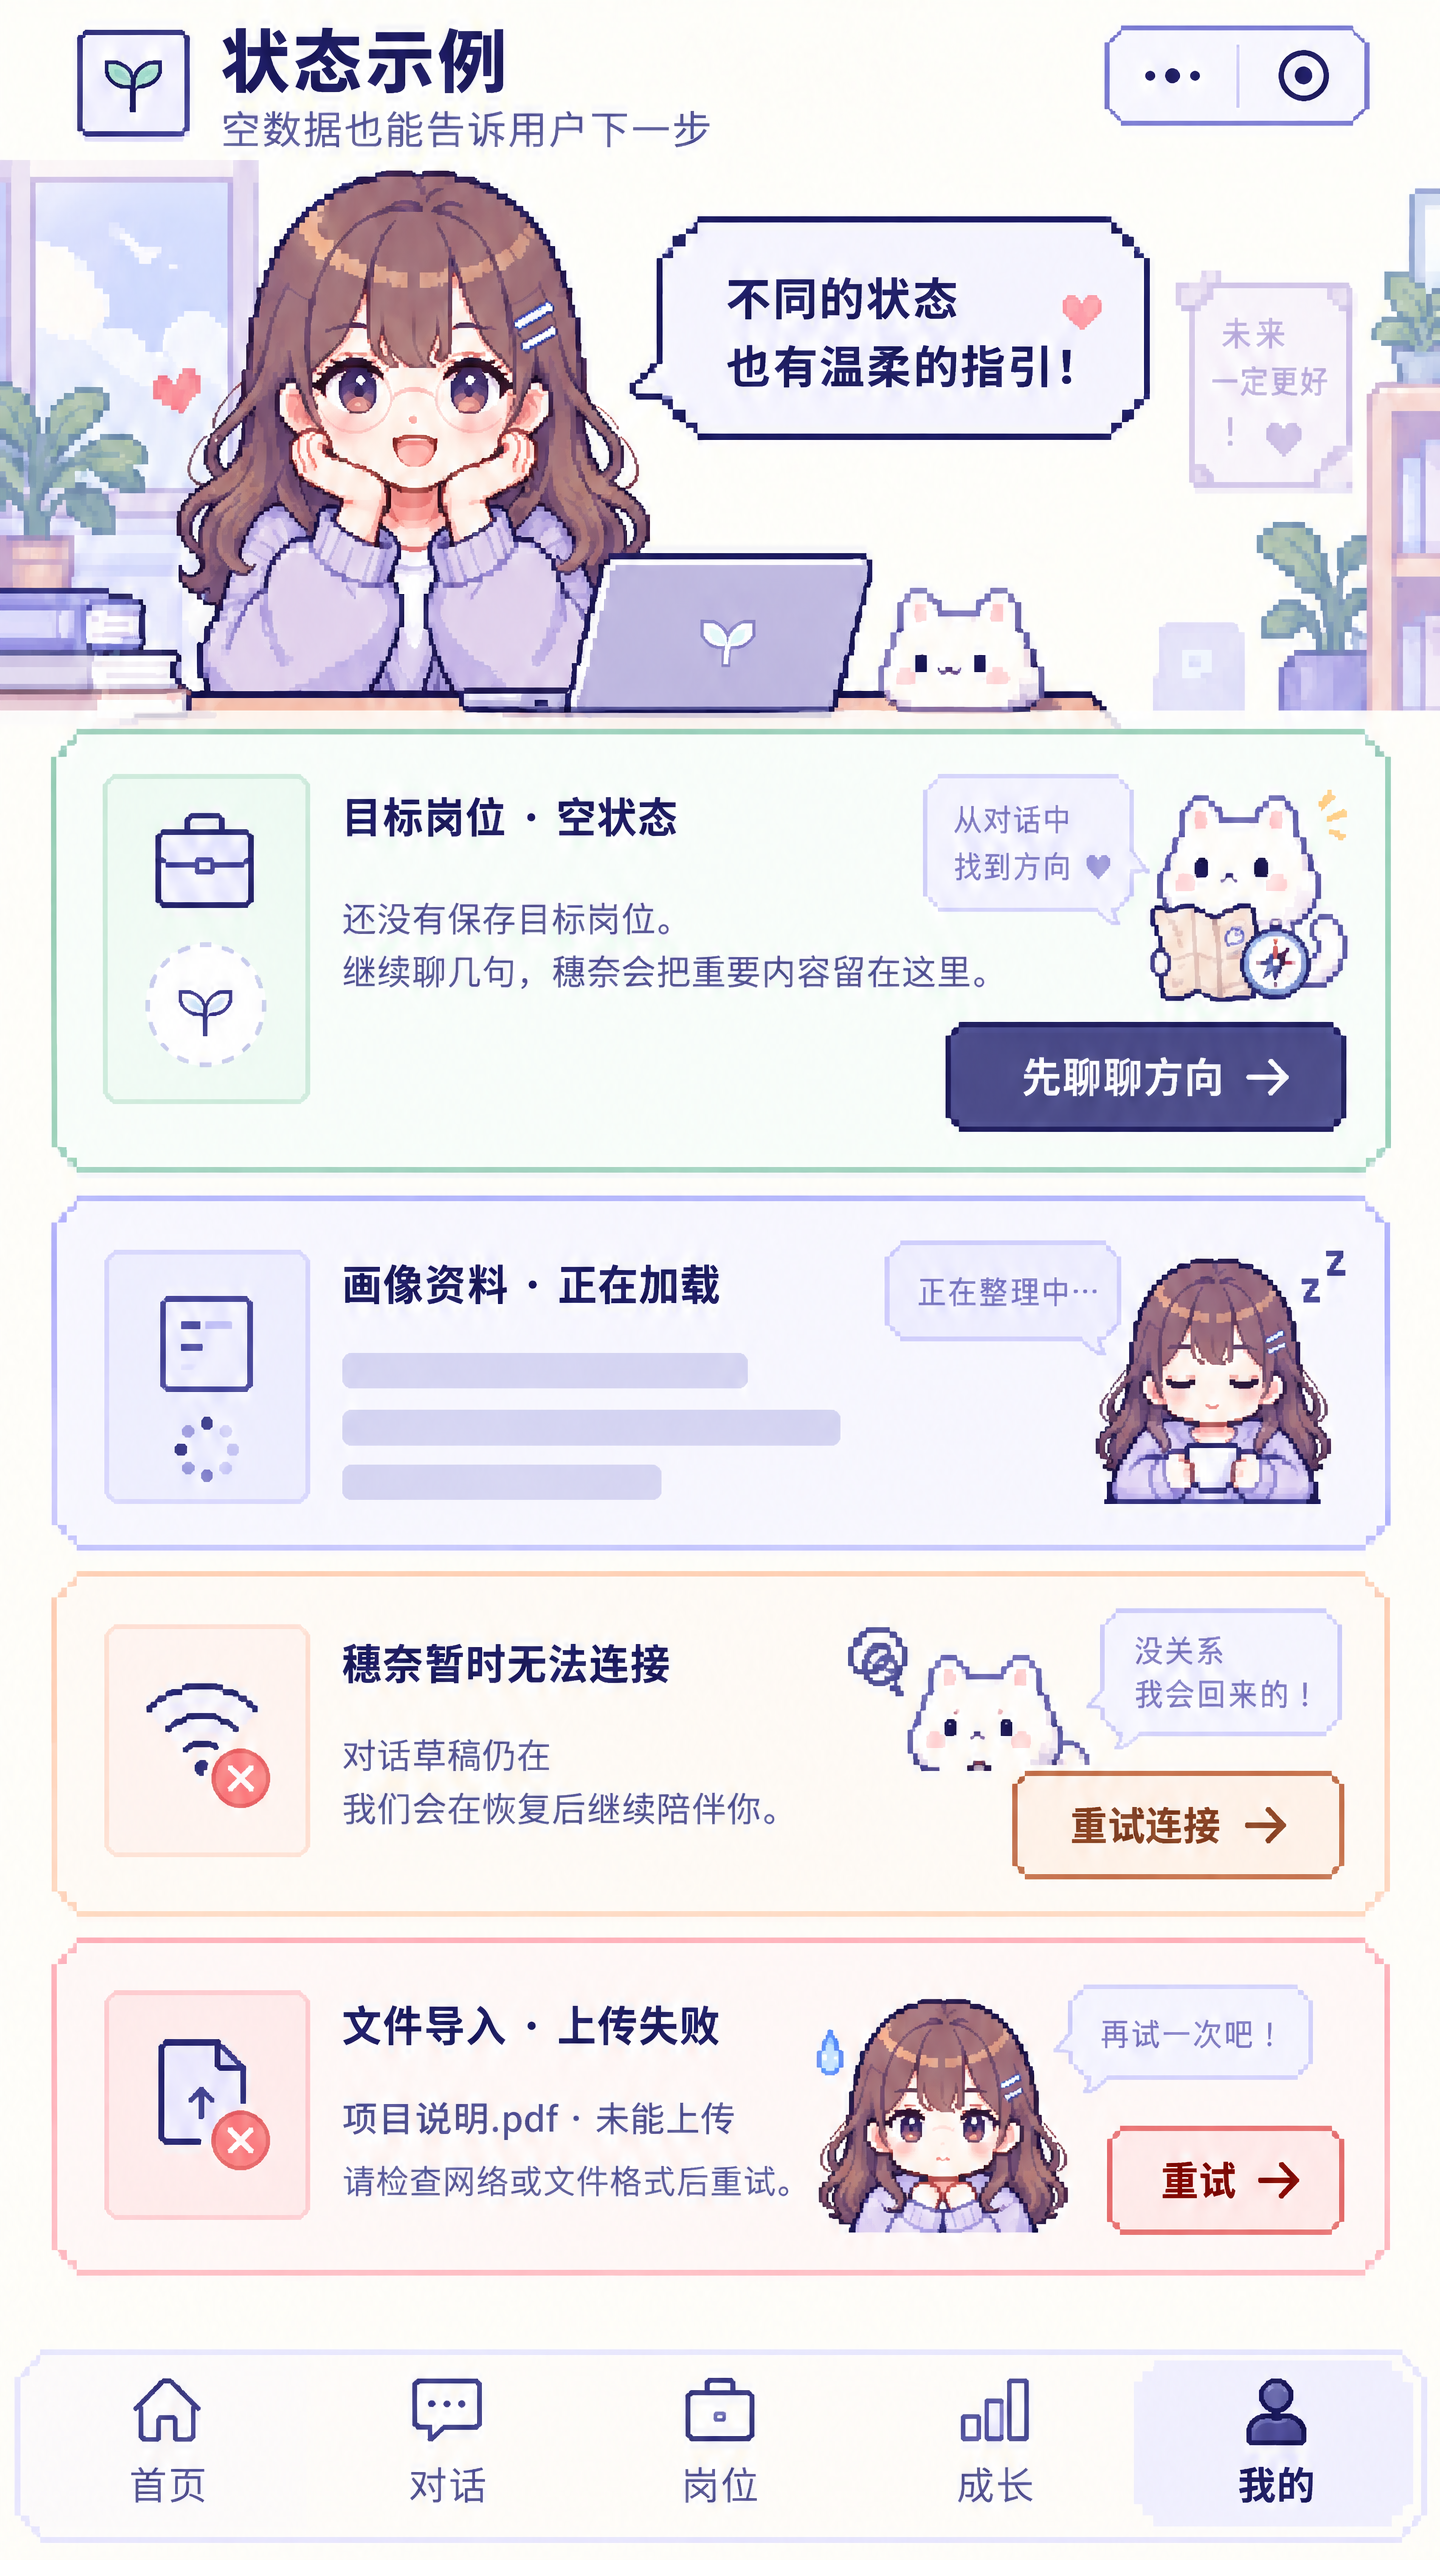 状态示例
空数据也能告诉用户下一步
不同的状态
也有温柔的指引！
未来
一定更好
！
目标岗位 · 空状态
从对话中
找到方向
还没有保存目标岗位。
继续聊几句，穗奈会把重要内容留在这里。
先聊聊方向 →
画像资料 · 正在加载
正在整理中…
z
z
穗奈暂时无法连接
没关系
我会回来的！
对话草稿仍在
我们会在恢复后继续陪伴你。
重试连接 →
文件导入 · 上传失败
再试一次吧！
项目说明.pdf · 未能上传
请检查网络或文件格式后重试。
重试 →
首页
对话
岗位
成长
我的